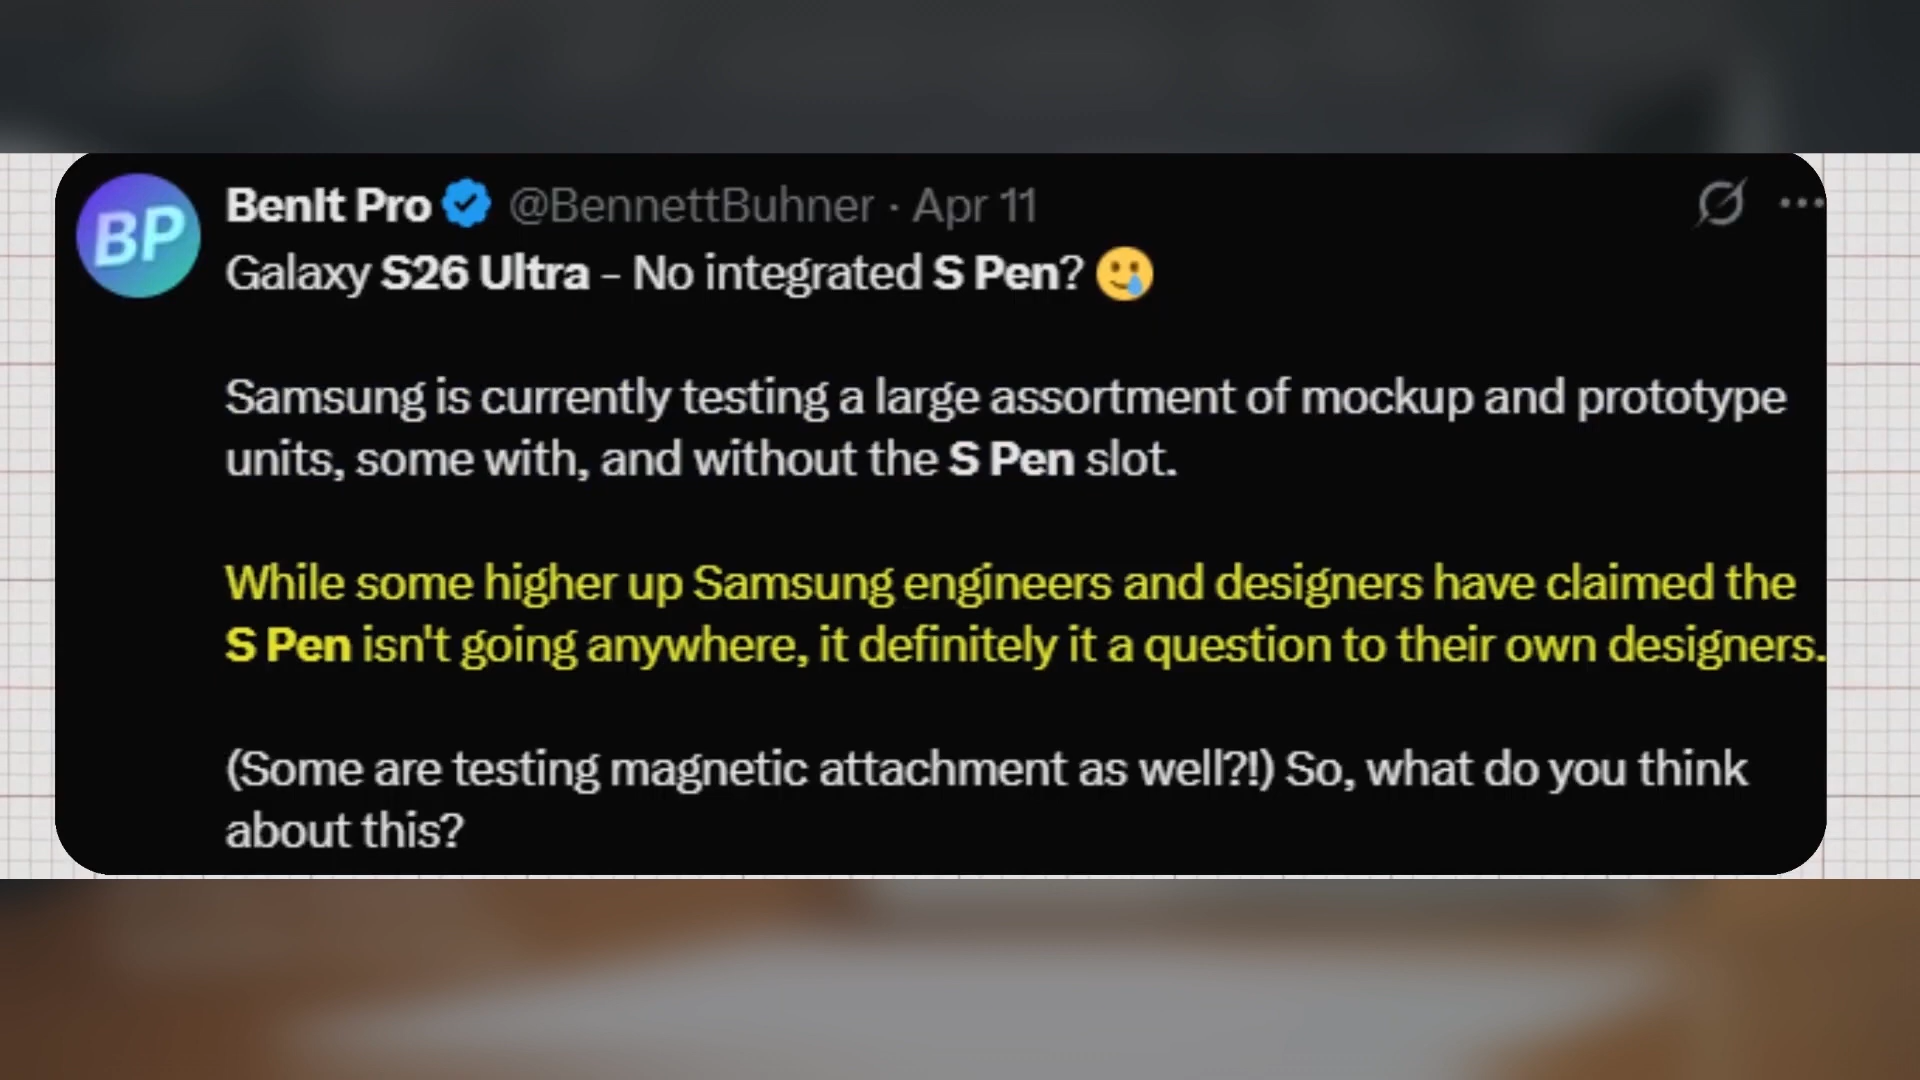 BP
BenIt Pro @BennettBuhner · Apr 11
Galaxy S26 Ultra – No integrated S Pen? 🥲
Samsung is currently testing a large assortment of mockup and prototype
units, some with, and without the S Pen slot.
While some higher up Samsung engineers and designers have claimed the
S Pen isn't going anywhere, it definitely it a question to their own designers.
(Some are testing magnetic attachment as well?!) So, what do you think
about this?